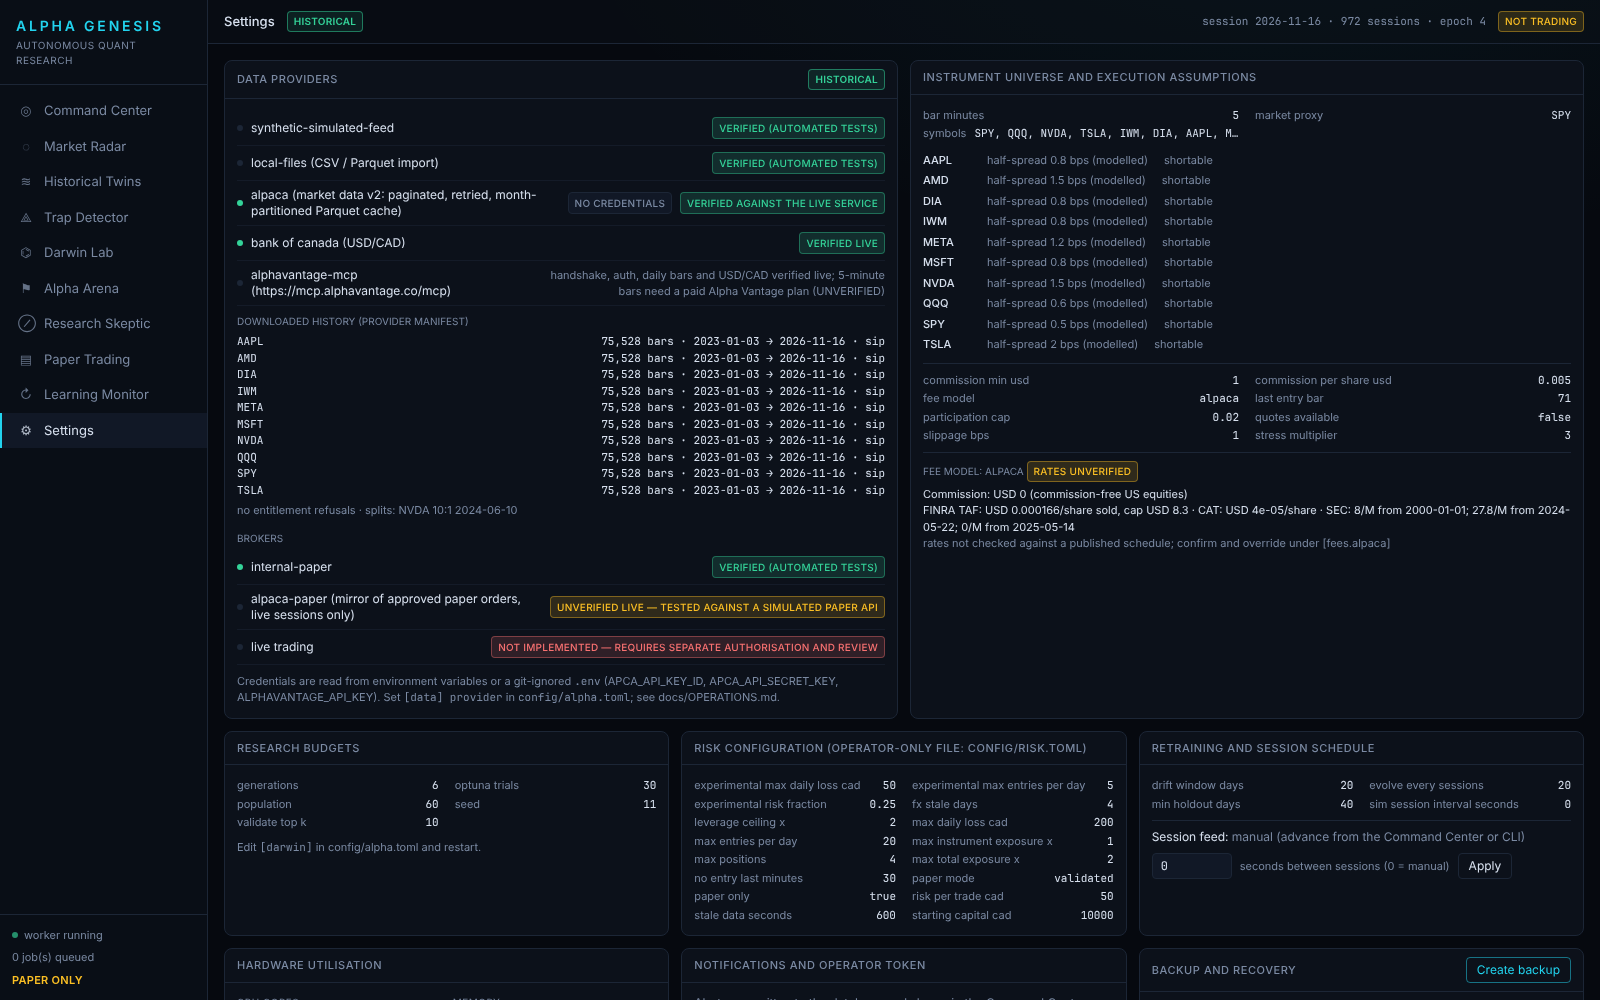 ALPHA GENESIS
AUTONOMOUS QUANT
RESEARCH
Command Center
Market Radar
Historical Twins
Trap Detector
Darwin Lab
Alpha Arena
Research Skeptic
Paper Trading
Learning Monitor
Settings
worker running
0 job(s) queued
PAPER ONLY
Settings HISTORICAL
session 2026-11-16 · 972 sessions · epoch 4 NOT TRADING
DATA PROVIDERS HISTORICAL
synthetic-simulated-feed VERIFIED (AUTOMATED TESTS)
local-files (CSV / Parquet import) VERIFIED (AUTOMATED TESTS)
alpaca (market data v2: paginated, retried, month-
partitioned Parquet cache) NO CREDENTIALS VERIFIED AGAINST THE LIVE SERVICE
bank of canada (USD/CAD) VERIFIED LIVE
alphavantage-mcp handshake, auth, daily bars and USD/CAD verified live; 5-minute
(https://mcp.alphavantage.co/mcp) bars need a paid Alpha Vantage plan (UNVERIFIED)
DOWNLOADED HISTORY (PROVIDER MANIFEST)
AAPL 75,528 bars · 2023-01-03 → 2026-11-16 · sip
AMD 75,528 bars · 2023-01-03 → 2026-11-16 · sip
DIA 75,528 bars · 2023-01-03 → 2026-11-16 · sip
IWM 75,528 bars · 2023-01-03 → 2026-11-16 · sip
META 75,528 bars · 2023-01-03 → 2026-11-16 · sip
MSFT 75,528 bars · 2023-01-03 → 2026-11-16 · sip
NVDA 75,528 bars · 2023-01-03 → 2026-11-16 · sip
QQQ 75,528 bars · 2023-01-03 → 2026-11-16 · sip
SPY 75,528 bars · 2023-01-03 → 2026-11-16 · sip
TSLA 75,528 bars · 2023-01-03 → 2026-11-16 · sip
no entitlement refusals · splits: NVDA 10:1 2024-06-10
BROKERS
internal-paper VERIFIED (AUTOMATED TESTS)
alpaca-paper (mirror of approved paper orders,
live sessions only) UNVERIFIED LIVE — TESTED AGAINST A SIMULATED PAPER API
live trading NOT IMPLEMENTED — REQUIRES SEPARATE AUTHORISATION AND REVIEW
Credentials are read from environment variables or a git-ignored .env (APCA_API_KEY_ID, APCA_API_SECRET_KEY,
ALPHAVANTAGE_API_KEY). Set [data] provider in config/alpha.toml; see docs/OPERATIONS.md.
INSTRUMENT UNIVERSE AND EXECUTION ASSUMPTIONS
bar minutes 5 market proxy SPY
symbols SPY, QQQ, NVDA, TSLA, IWM, DIA, AAPL, M…
AAPL half-spread 0.8 bps (modelled) shortable
AMD half-spread 1.5 bps (modelled) shortable
DIA half-spread 0.8 bps (modelled) shortable
IWM half-spread 0.8 bps (modelled) shortable
META half-spread 1.2 bps (modelled) shortable
MSFT half-spread 0.8 bps (modelled) shortable
NVDA half-spread 1.5 bps (modelled) shortable
QQQ half-spread 0.6 bps (modelled) shortable
SPY half-spread 0.5 bps (modelled) shortable
TSLA half-spread 2 bps (modelled) shortable
commission min usd 1 commission per share usd 0.005
fee model alpaca last entry bar 71
participation cap 0.02 quotes available false
slippage bps 1 stress multiplier 3
FEE MODEL: ALPACA RATES UNVERIFIED
Commission: USD 0 (commission-free US equities)
FINRA TAF: USD 0.000166/share sold, cap USD 8.3 · CAT: USD 4e-05/share · SEC: 8/M from 2000-01-01; 27.8/M from 2024-
05-22; 0/M from 2025-05-14
rates not checked against a published schedule; confirm and override under [fees.alpaca]
RESEARCH BUDGETS
generations 6 optuna trials 30
population 60 seed 11
validate top k 10
Edit [darwin] in config/alpha.toml and restart.
RISK CONFIGURATION (OPERATOR-ONLY FILE: CONFIG/RISK.TOML)
experimental max daily loss cad 50 experimental max entries per day 5
experimental risk fraction 0.25 fx stale days 4
leverage ceiling x 2 max daily loss cad 200
max entries per day 20 max instrument exposure x 1
max positions 4 max total exposure x 2
no entry last minutes 30 paper mode validated
paper only true risk per trade cad 50
stale data seconds 600 starting capital cad 10000
RETRAINING AND SESSION SCHEDULE
drift window days 20 evolve every sessions 20
min holdout days 40 sim session interval seconds 0
Session feed: manual (advance from the Command Center or CLI)
0 seconds between sessions (0 = manual) Apply
HARDWARE UTILISATION
NOTIFICATIONS AND OPERATOR TOKEN
BACKUP AND RECOVERY Create backup